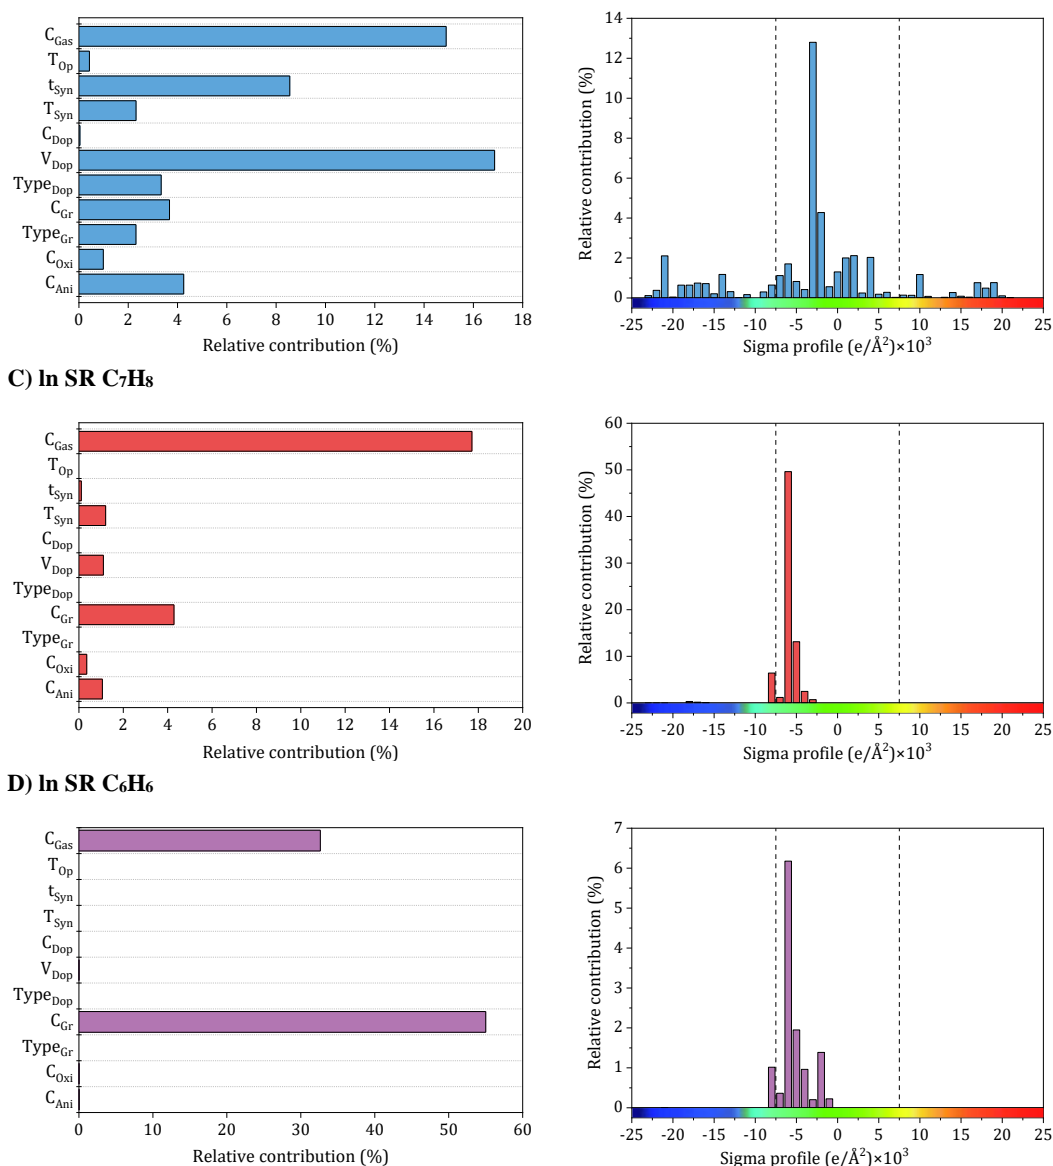 C_Gas
T_Op
t_Syn
T_Syn
C_Dop
V_Dop
Type_Dop
C_Gr
Type_Gr
C_Oxi
C_Ani
0 2 4 6 8 10 12 14 16 18
Relative contribution (%)
14
12
10
8
6
4
2
0
Relative contribution (%)
-25 -20 -15 -10 -5 0 5 10 15 20 25
Sigma profile (e/Å²)×10³
C) ln SR C₇H₈
C_Gas
T_Op
t_Syn
T_Syn
C_Dop
V_Dop
Type_Dop
C_Gr
Type_Gr
C_Oxi
C_Ani
0 2 4 6 8 10 12 14 16 18 20
Relative contribution (%)
60
50
40
30
20
10
0
Relative contribution (%)
-25 -20 -15 -10 -5 0 5 10 15 20 25
Sigma profile (e/Å²)×10³
D) ln SR C₆H₆
C_Gas
T_Op
t_Syn
T_Syn
C_Dop
V_Dop
Type_Dop
C_Gr
Type_Gr
C_Oxi
C_Ani
0 10 20 30 40 50 60
Relative contribution (%)
7
6
5
4
3
2
1
0
Relative contribution (%)
-25 -20 -15 -10 -5 0 5 10 15 20 25
Sigma profile (e/Å²)×10³